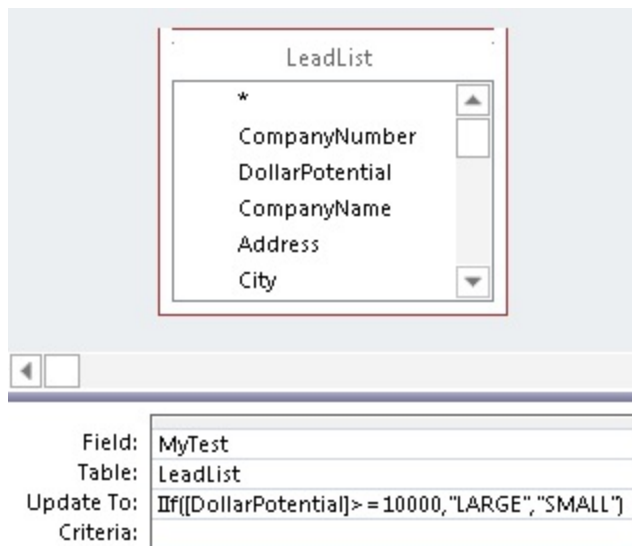 LeadList
*
CompanyNumber
DollarPotential
CompanyName
Address
City
Field: MyTest
Table: LeadList
Update To: IIf([DollarPotential]>=10000,"LARGE","SMALL")
Criteria: